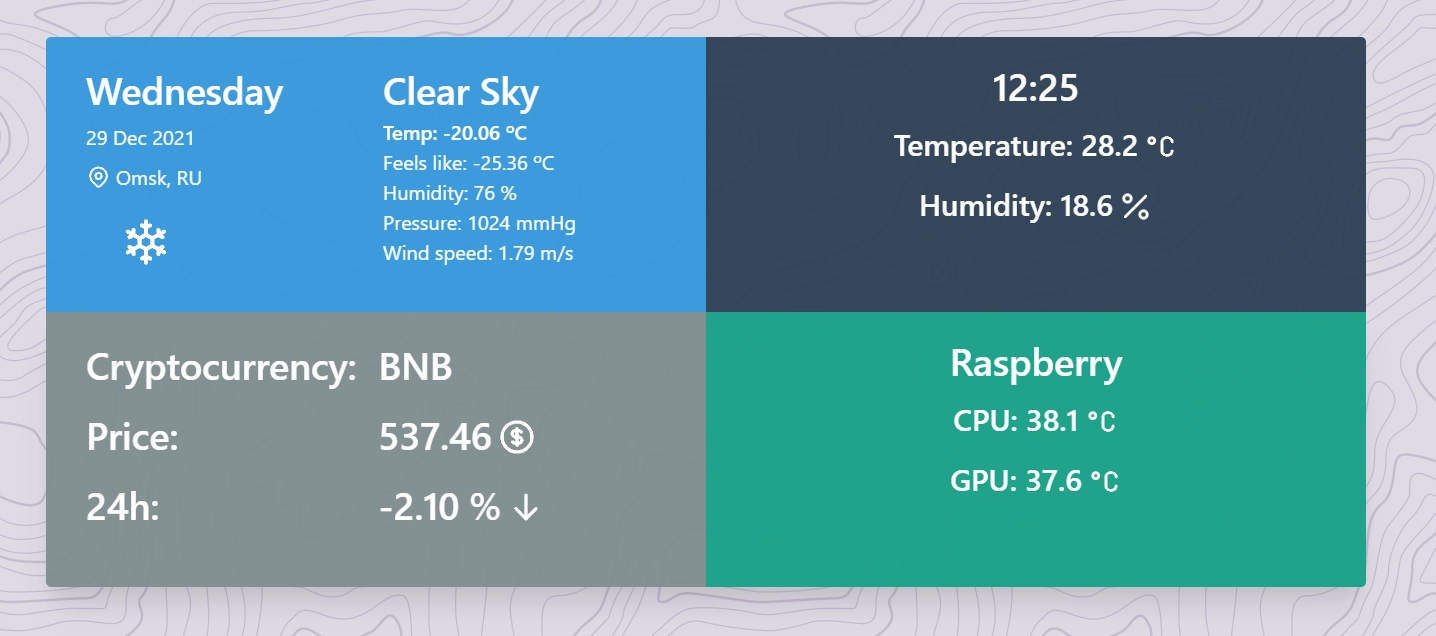 Wednesday
29 Dec 2021
Omsk, RU
Clear Sky
Temp: -20.06 ºC
Feels like: -25.36 ºC
Humidity: 76 %
Pressure: 1024 mmHg
Wind speed: 1.79 m/s
12:25
Temperature: 28.2 °C
Humidity: 18.6 %
Cryptocurrency: BNB
Price: 537.46 $
24h: -2.10 % ↓
Raspberry
CPU: 38.1 °C
GPU: 37.6 °C